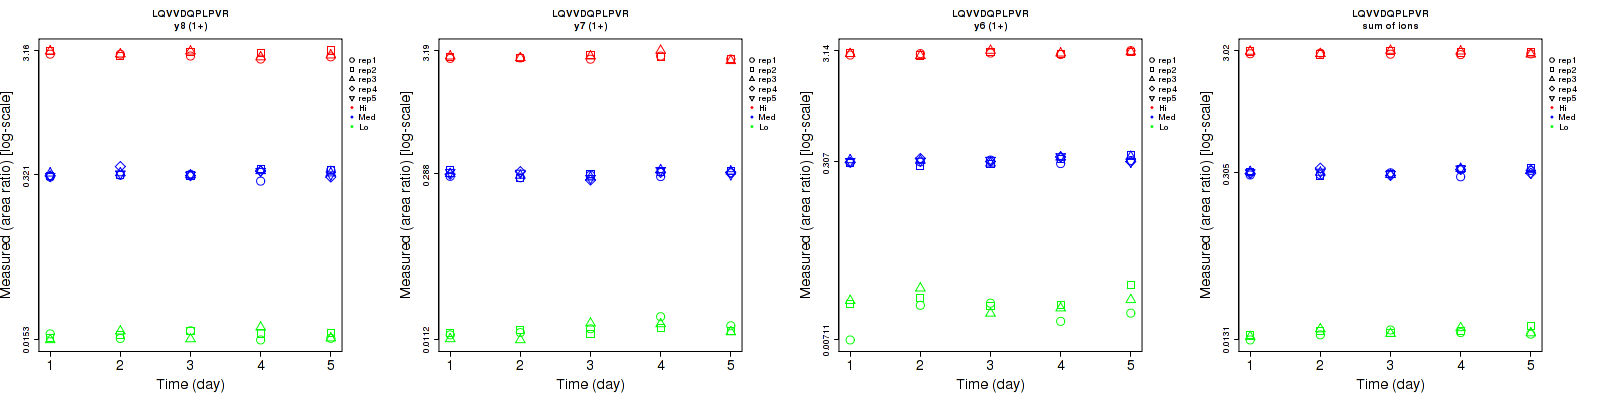 LQVVDQPLPVR
y8 (1+)
Measured (area ratio) [log-scale]
3.16
0.321
0.0153
1 2 3 4 5
Time (day)
rep1
rep2
rep3
rep4
rep5
Hi
Med
Lo
LQVVDQPLPVR
y7 (1+)
Measured (area ratio) [log-scale]
3.19
0.288
0.0112
1 2 3 4 5
Time (day)
rep1
rep2
rep3
rep4
rep5
Hi
Med
Lo
LQVVDQPLPVR
y6 (1+)
Measured (area ratio) [log-scale]
3.14
0.307
0.00711
1 2 3 4 5
Time (day)
rep1
rep2
rep3
rep4
rep5
Hi
Med
Lo
LQVVDQPLPVR
sum of ions
Measured (area ratio) [log-scale]
3.02
0.305
0.0131
1 2 3 4 5
Time (day)
rep1
rep2
rep3
rep4
rep5
Hi
Med
Lo